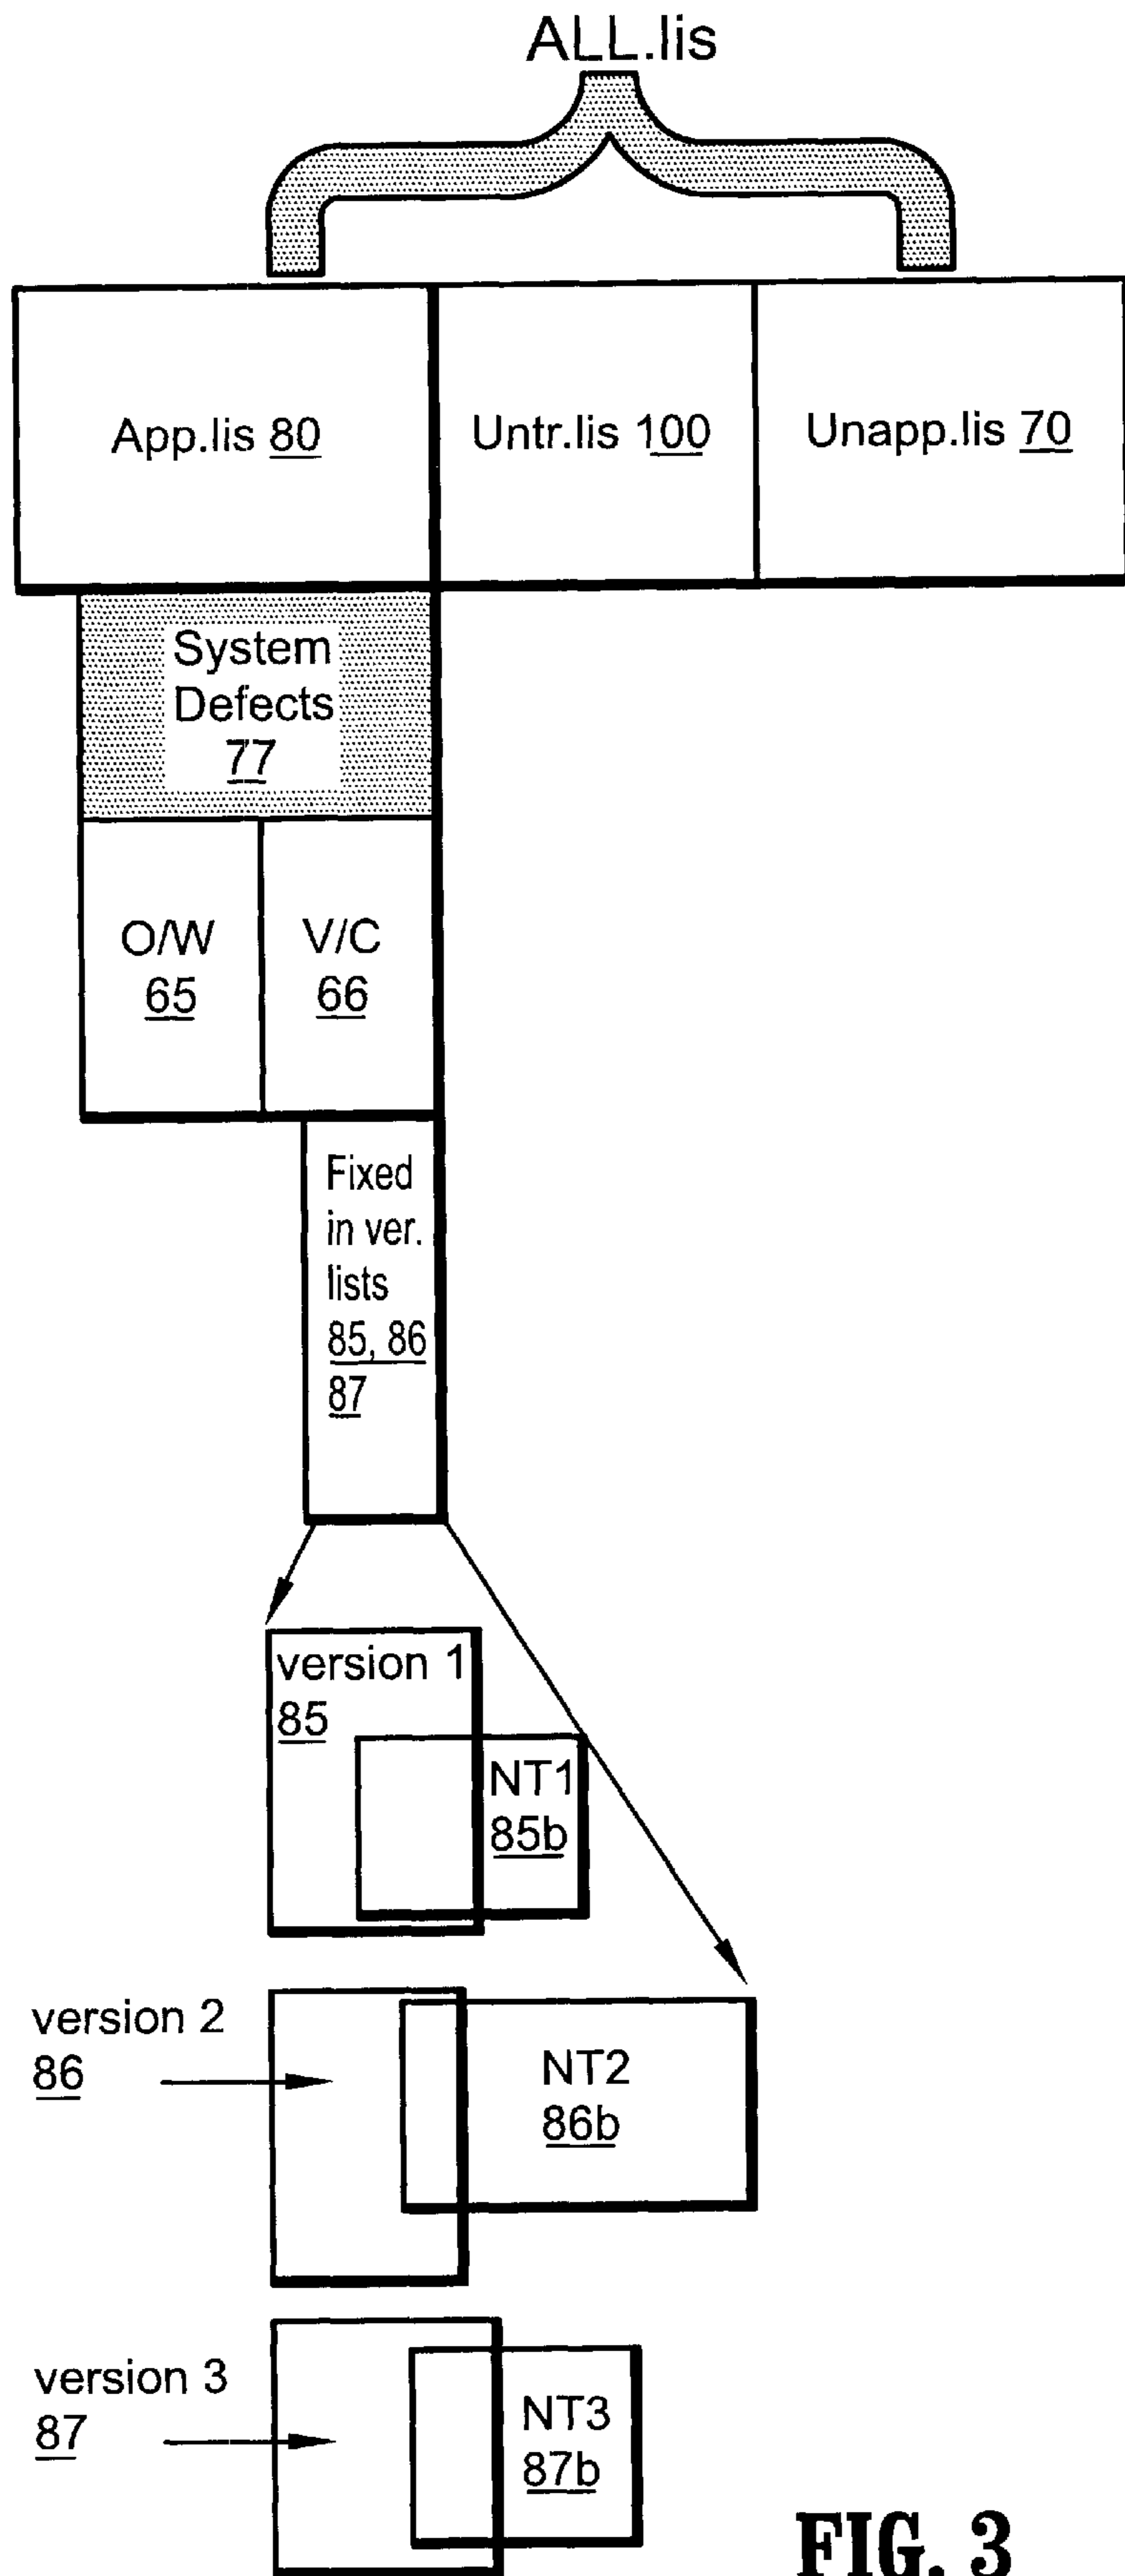 ALL.lis
App.lis 80
Untr.lis 100
Unapp.lis 70
System
Defects
77
O/W
65
V/C
66
Fixed
in ver.
lists
85, 86
87
version 1
85
NT1
85b
version 2
86
NT2
86b
version 3
87
NT3
87b
FIG. 3